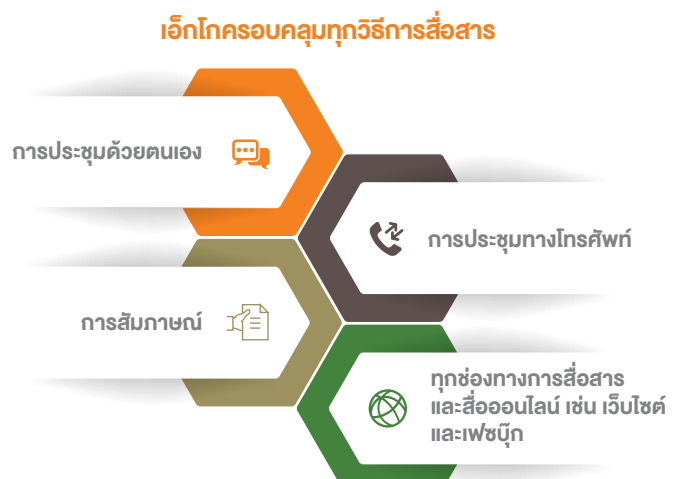 เอ็กโกครอบคลุมทุกวิธีการสื่อสาร
การประชุมด้วยตนเอง
การประชุมทางโทรศัพท์
การสัมภาษณ์
ทุกช่องทางการสื่อสาร
และสื่อออนไลน์ เช่น เว็บไซต์
และเฟซบุ๊ก